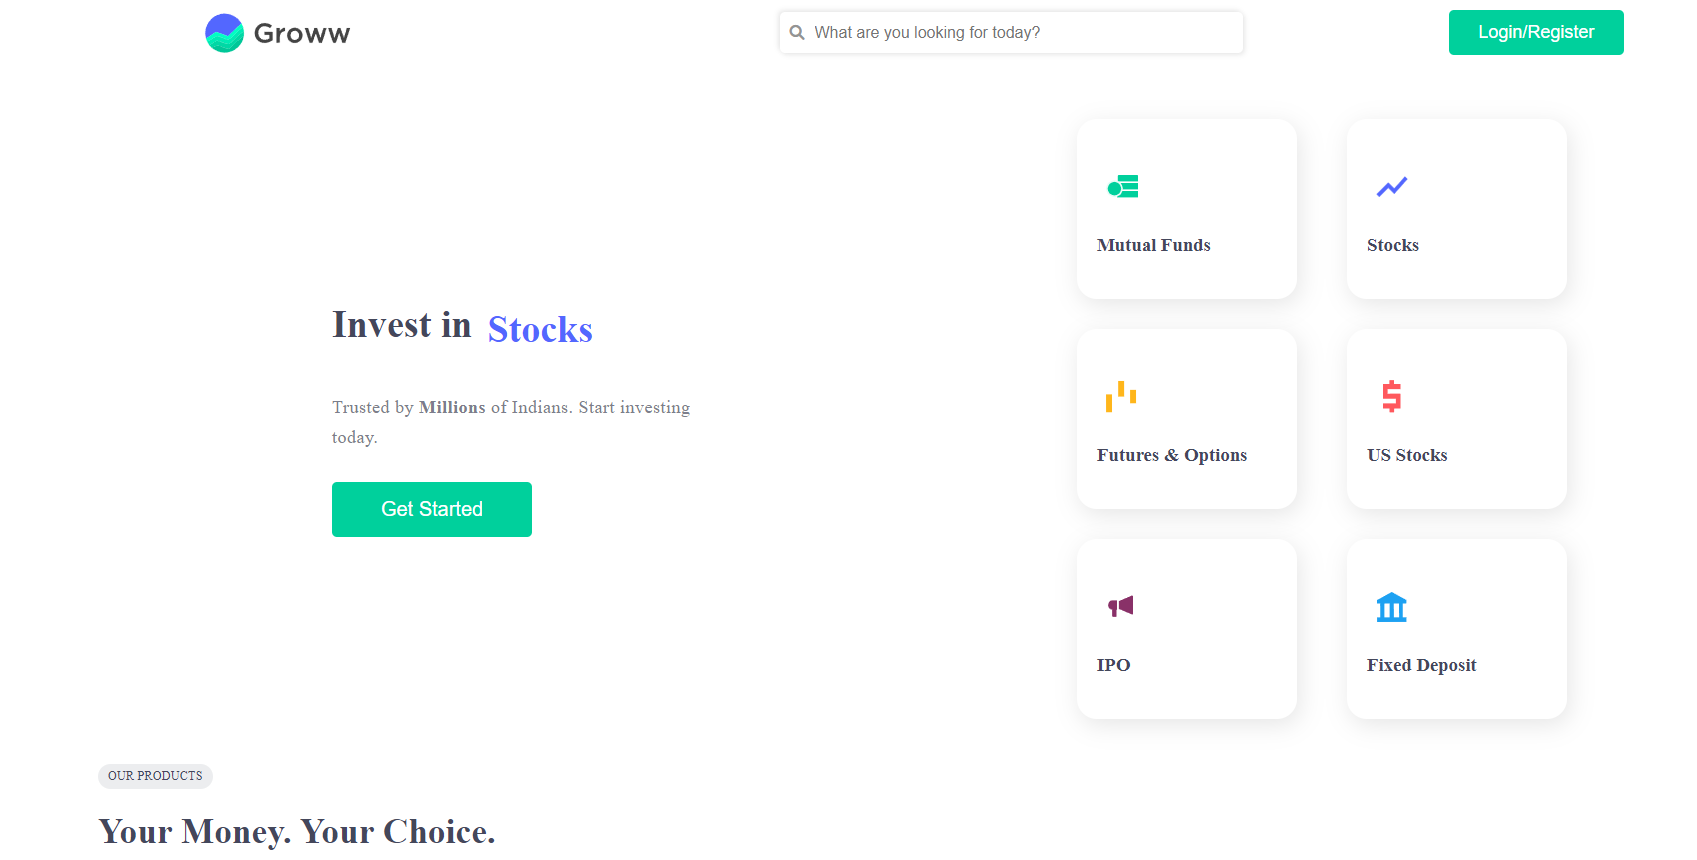 Groww
What are you looking for today?
Login/Register
Invest in Stocks
Trusted by Millions of Indians. Start investing
today.
Get Started
Mutual Funds
Stocks
Futures & Options
US Stocks
IPO
Fixed Deposit
OUR PRODUCTS
Your Money. Your Choice.